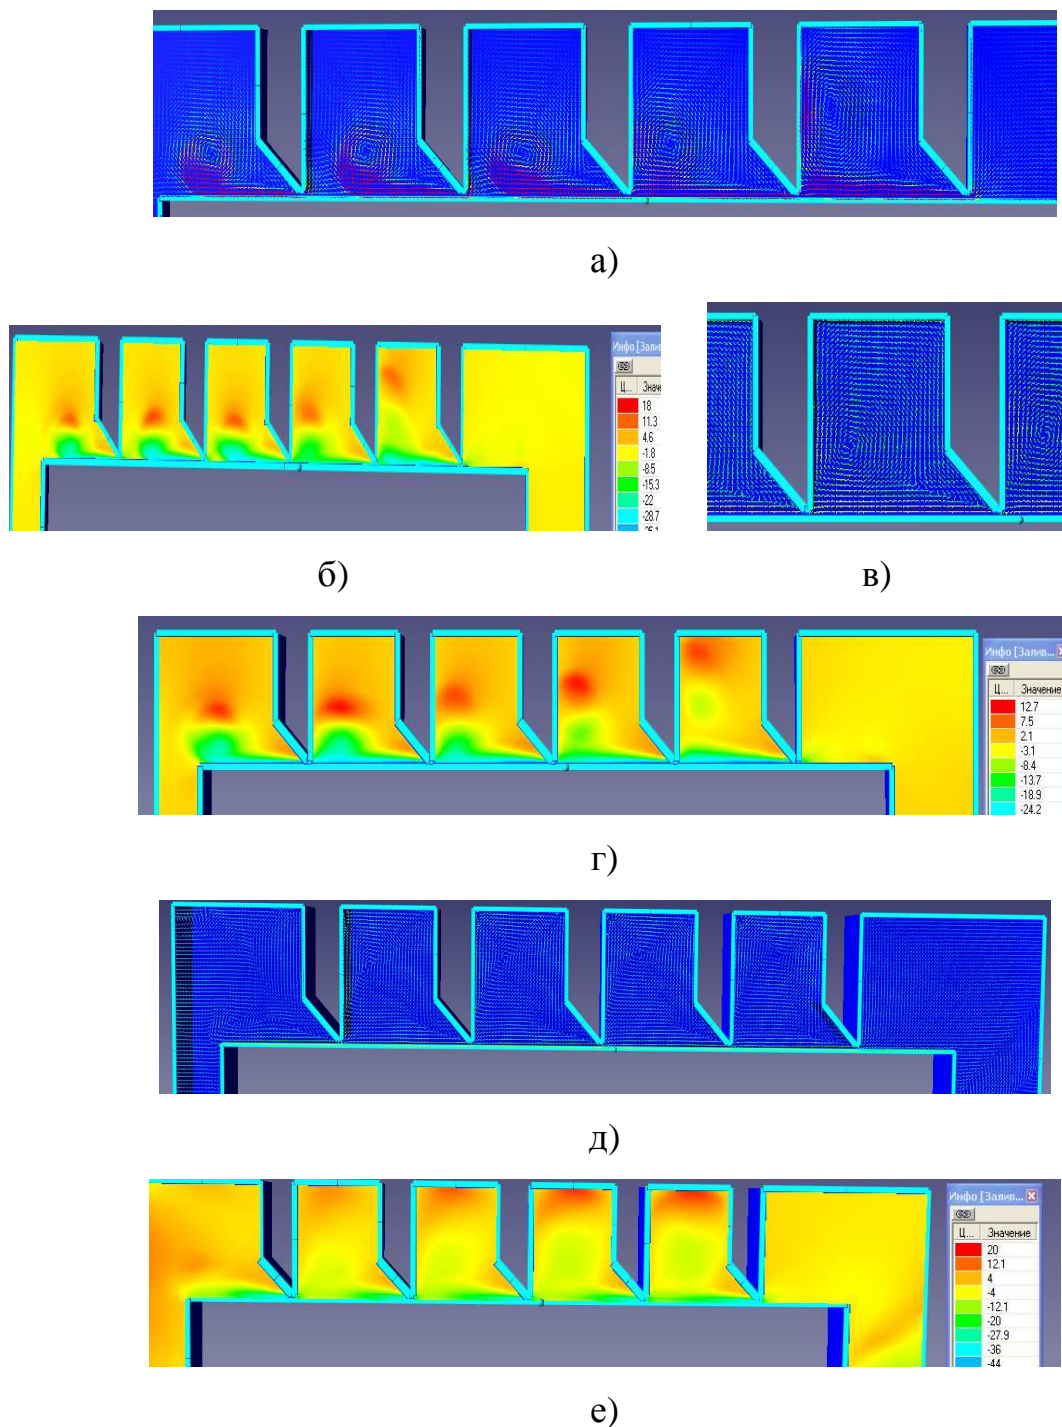 а)
Инфо [Залив
Ц... Значе
18
11.3
4.6
-1.8
-8.5
-15.3
-22
-28.7
б)
в)
Инфо [Залив...
Ц... Значение
12.7
7.5
2.1
-3.1
-8.4
-13.7
-18.9
-24.2
г)
д)
Инфо [Залив...
Ц... Значение
20
12.1
4
-4
-12.1
-20
-27.9
-36
-44
е)